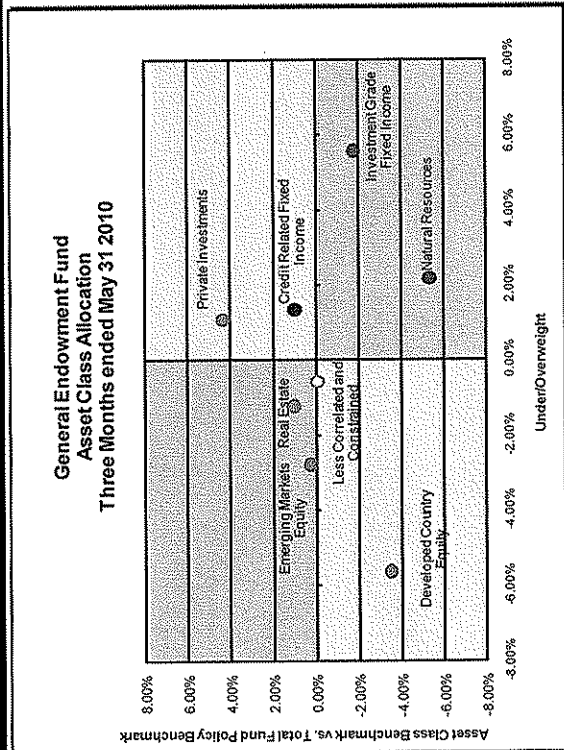 General Endowment Fund
Asset Class Allocation
Three Months ended May 31 2010
Asset Class Benchmark vs. Total Fund Policy Benchmark
8.00%
6.00%
4.00%
2.00%
0.00%
-2.00%
-4.00%
-6.00%
-8.00%
Private Investments
Credit Related Fixed
Income
Emerging Markets
Equity
Real Estate
Less Correlated and
Constrained
Investment Grade
Fixed Income
Natural Resources
Developed Country
Equity
-8.00%
-6.00%
-4.00%
-2.00%
0.00%
2.00%
4.00%
6.00%
8.00%
Under/Overweight